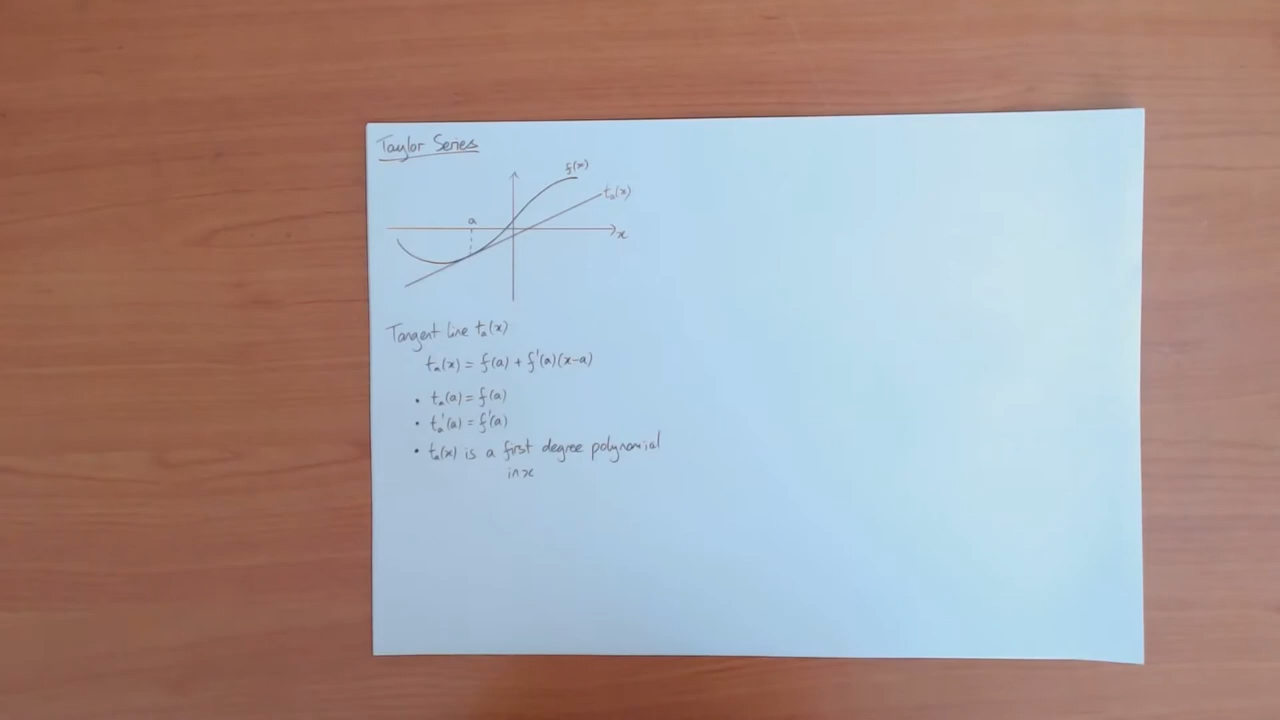 Taylor Series
f(x)
tₐ(x)
a
x
Tangent line tₐ(x)
tₐ(x) = f(a) + f'(a)(x-a)
• tₐ(a) = f(a)
• tₐ'(a) = f'(a)
• tₐ(x) is a first degree polynomial
in x